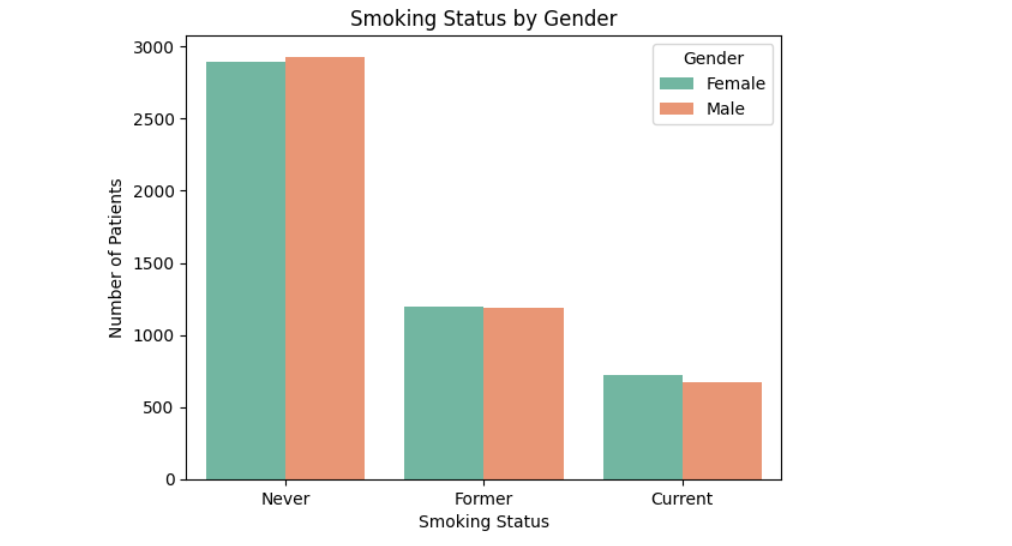 Smoking Status by Gender
3000
2500
2000
1500
1000
500
0
Number of Patients
Gender
Female
Male
Never
Former
Current
Smoking Status